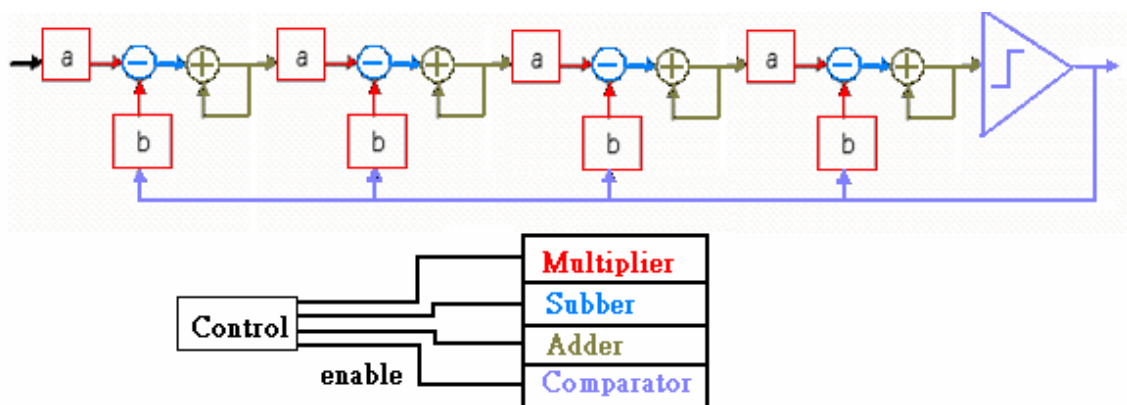 a − + a − + a − + a − +
b b b b
Multiplier
Subber
Control
Adder
enable
Comparator